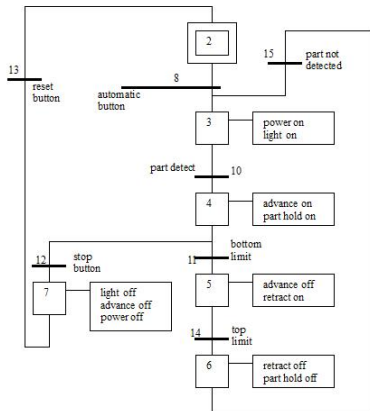 2
13
15
part not
detected
8
reset
button
automatic
button
3
power on
light on
part detect
10
4
advance on
part hold on
12
stop
button
11
bottom
limit
7
light off
advance off
power off
5
advance off
retract on
14
top
limit
6
retract off
part hold off